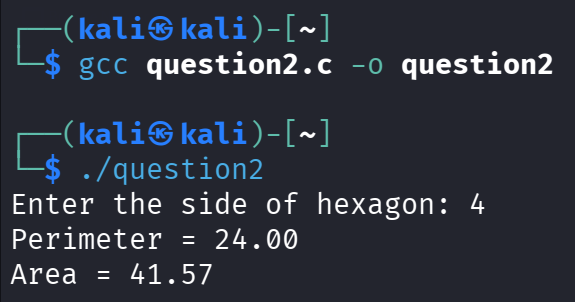 ┌──(kali㉿kali)-[~]
└─$ gcc question2.c -o question2
┌──(kali㉿kali)-[~]
└─$ ./question2
Enter the side of hexagon: 4
Perimeter = 24.00
Area = 41.57